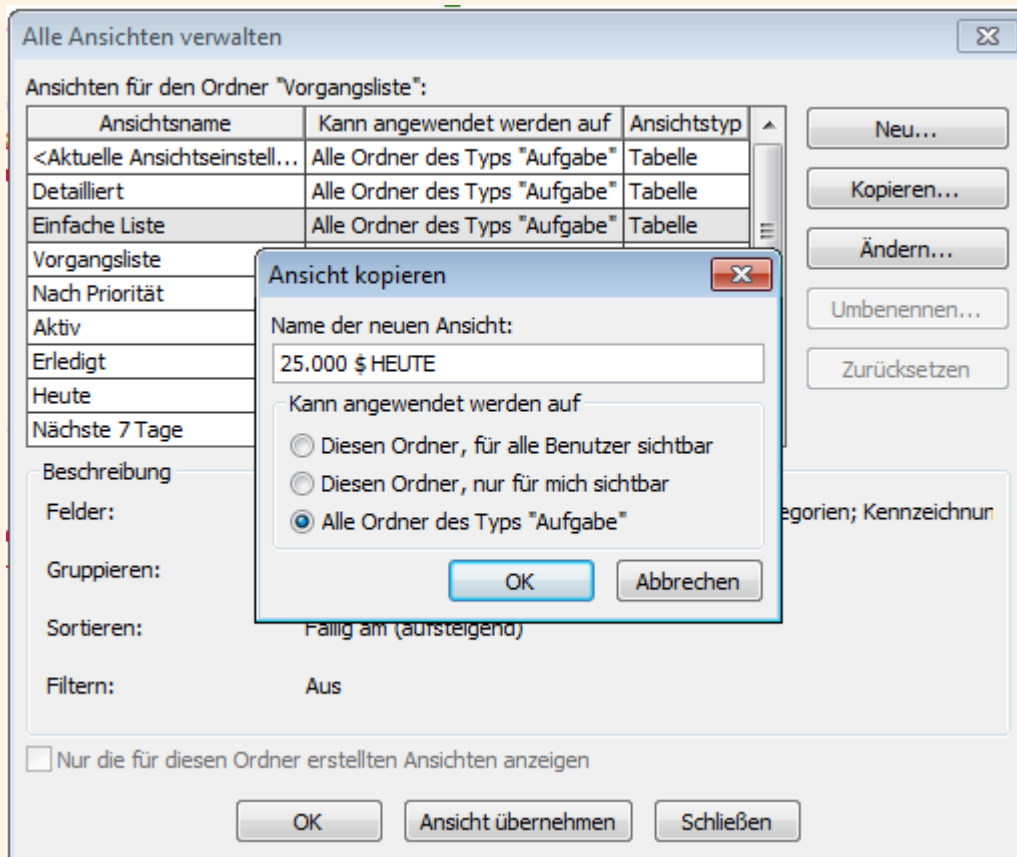 Alle Ansichten verwalten
Ansichten für den Ordner "Vorgangsliste":
Ansichtsname Kann angewendet werden auf Ansichtstyp
<Aktuelle Ansichtseinstell... Alle Ordner des Typs "Aufgabe" Tabelle
Detailliert Alle Ordner des Typs "Aufgabe" Tabelle
Einfache Liste Alle Ordner des Typs "Aufgabe" Tabelle
Vorgangsliste
Nach Priorität
Aktiv
Erledigt
Heute
Nächste 7 Tage
Neu...
Kopieren...
Ändern...
Umbenennen...
Zurücksetzen
Ansicht kopieren
Name der neuen Ansicht:
25.000 $ HEUTE
Kann angewendet werden auf
Diesen Ordner, für alle Benutzer sichtbar
Diesen Ordner, nur für mich sichtbar
Alle Ordner des Typs "Aufgabe"
OK Abbrechen
Beschreibung
Felder: egorien; Kennzeichnun
Gruppieren:
Sortieren: Fällig am (aufsteigend)
Filtern: Aus
Nur die für diesen Ordner erstellten Ansichten anzeigen
OK Ansicht übernehmen Schließen